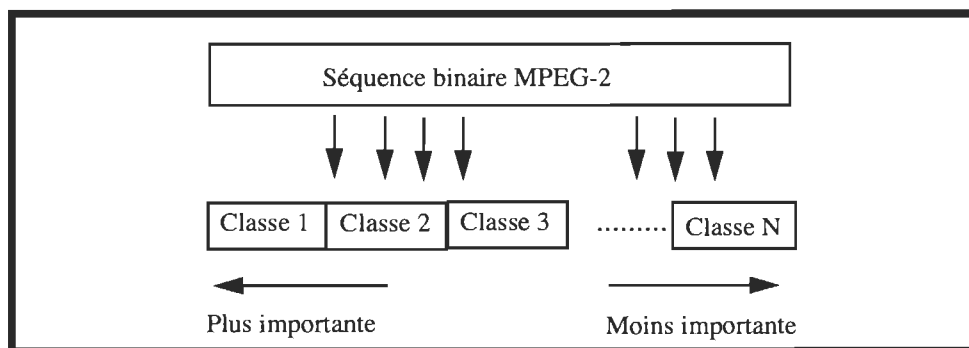 Séquence binaire MPEG-2
Classe 1 Classe 2 Classe 3 ......... Classe N
Plus importante Moins importante